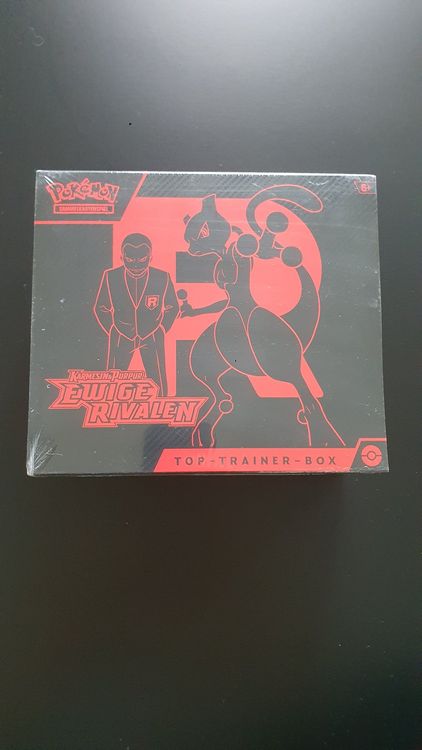 POKÉMON
SAMMELKARTENSPIEL
6+
R
KARMESIN & PURPUR
EWIGE
RIVALEN
TOP-TRAINER-BOX